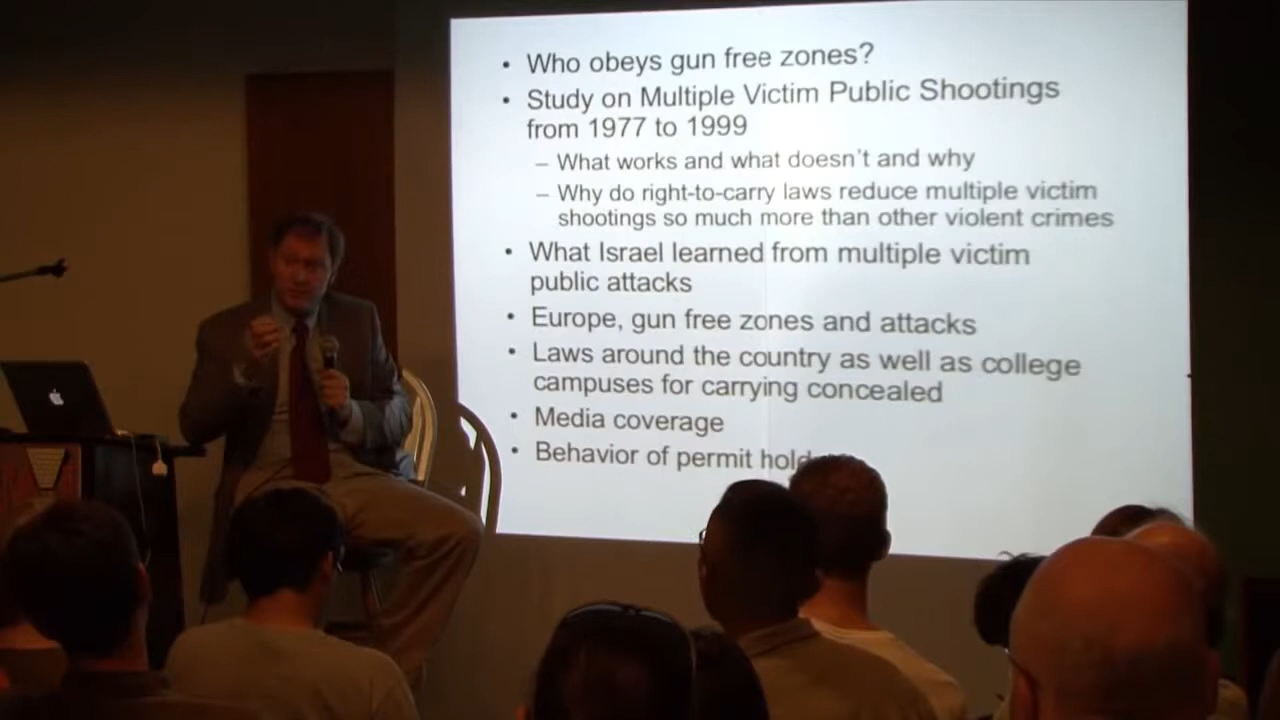 • Who obeys gun free zones?
• Study on Multiple Victim Public Shootings
from 1977 to 1999
– What works and what doesn't and why
– Why do right-to-carry laws reduce multiple victim
shootings so much more than other violent crimes
• What Israel learned from multiple victim
public attacks
• Europe, gun free zones and attacks
• Laws around the country as well as college
campuses for carrying concealed
• Media coverage
• Behavior of permit